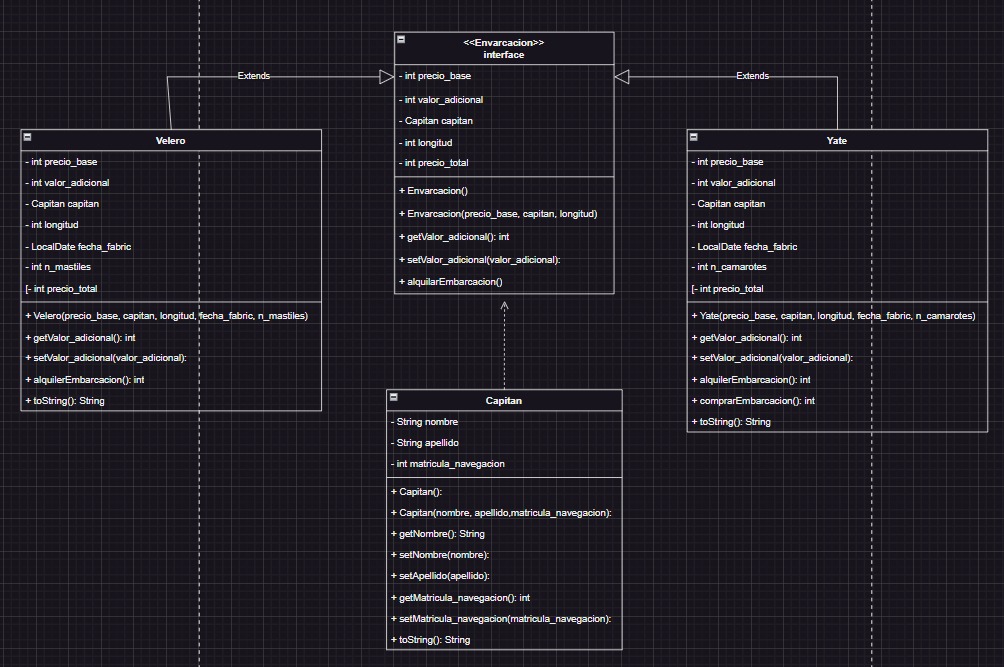 <<Envarcacion>>
interface
- int precio_base
- int valor_adicional
- Capitan capitan
- int longitud
- int precio_total
+ Envarcacion()
+ Envarcacion(precio_base, capitan, longitud)
+ getValor_adicional(): int
+ setValor_adicional(valor_adicional):
+ alquilarEmbarcacion()
Extends
Extends
Velero
- int precio_base
- int valor_adicional
- Capitan capitan
- int longitud
- LocalDate fecha_fabric
- int n_mastiles
[- int precio_total
+ Velero(precio_base, capitan, longitud, fecha_fabric, n_mastiles)
+ getValor_adicional(): int
+ setValor_adicional(valor_adicional):
+ alquilerEmbarcacion(): int
+ toString(): String
Yate
- int precio_base
- int valor_adicional
- Capitan capitan
- int longitud
- LocalDate fecha_fabric
- int n_camarotes
[- int precio_total
+ Yate(precio_base, capitan, longitud, fecha_fabric, n_camarotes)
+ getValor_adicional(): int
+ setValor_adicional(valor_adicional):
+ alquilerEmbarcacion(): int
+ comprarEmbarcacion(): int
+ toString(): String
Capitan
- String nombre
- String apellido
- int matricula_navegacion
+ Capitan():
+ Capitan(nombre, apellido,matricula_navegacion):
+ getNombre(): String
+ setNombre(nombre):
+ setApellido(apellido):
+ getMatricula_navegacion(): int
+ setMatricula_navegacion(matricula_navegacion):
+ toString(): String